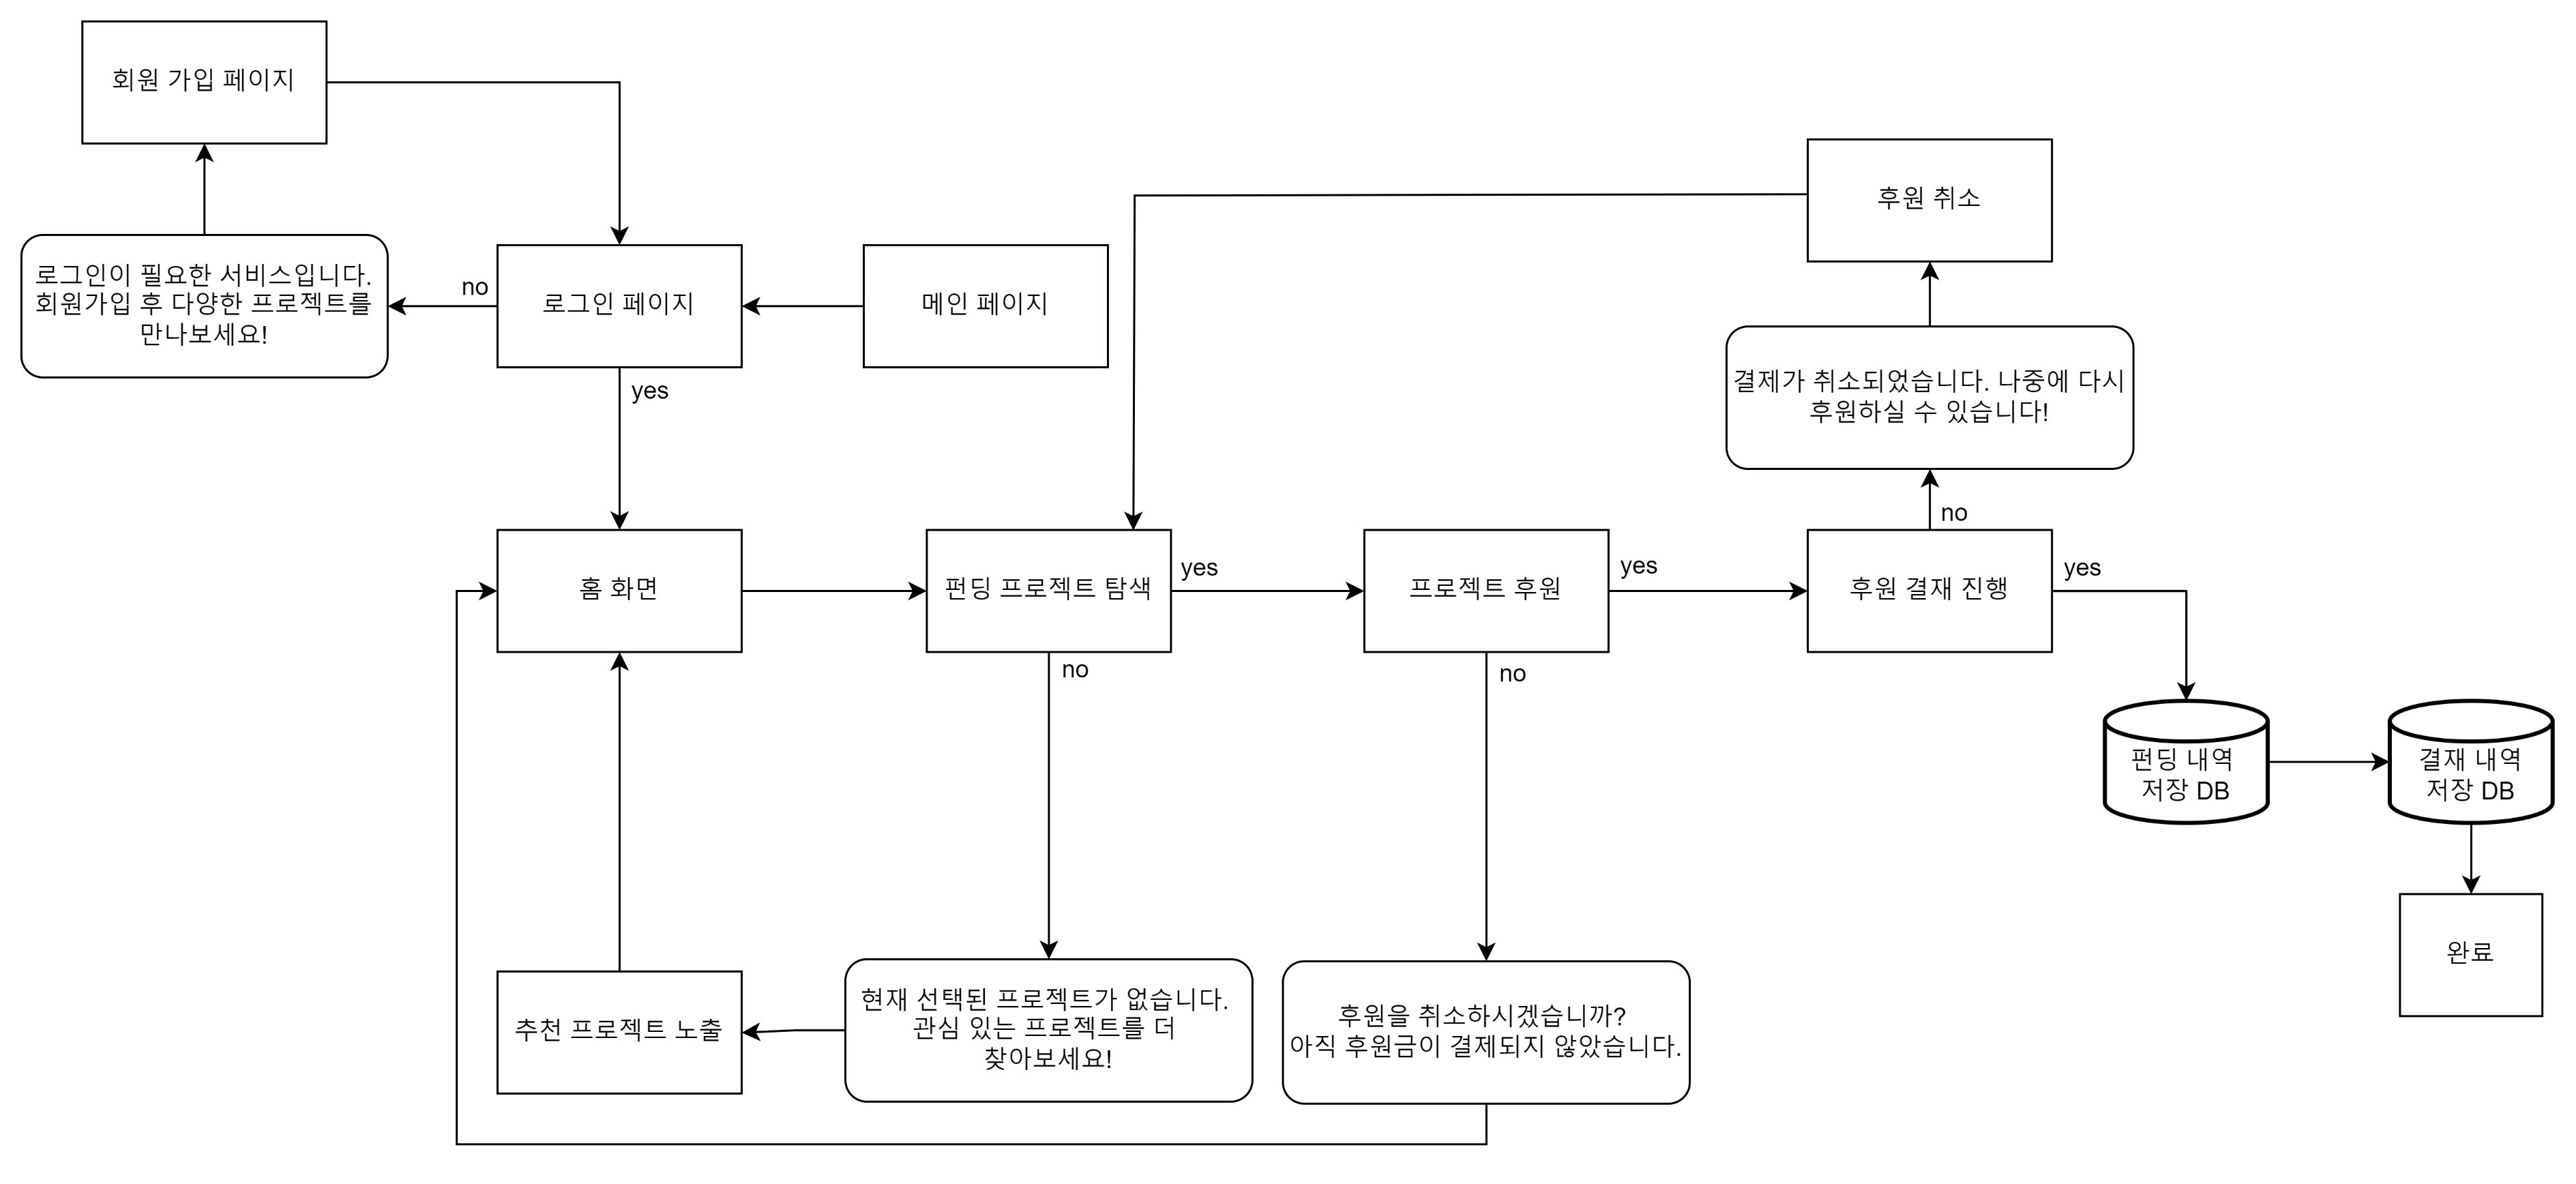 회원 가입 페이지
후원 취소
로그인이 필요한 서비스입니다.
회원가입 후 다양한 프로젝트를
만나보세요!
no
로그인 페이지
메인 페이지
yes
결제가 취소되었습니다. 나중에 다시
후원하실 수 있습니다!
no
홈 화면
펀딩 프로젝트 탐색
yes
프로젝트 후원
yes
후원 결재 진행
yes
no
no
펀딩 내역
저장 DB
결재 내역
저장 DB
완료
추천 프로젝트 노출
현재 선택된 프로젝트가 없습니다.
관심 있는 프로젝트를 더
찾아보세요!
후원을 취소하시겠습니까?
아직 후원금이 결제되지 않았습니다.